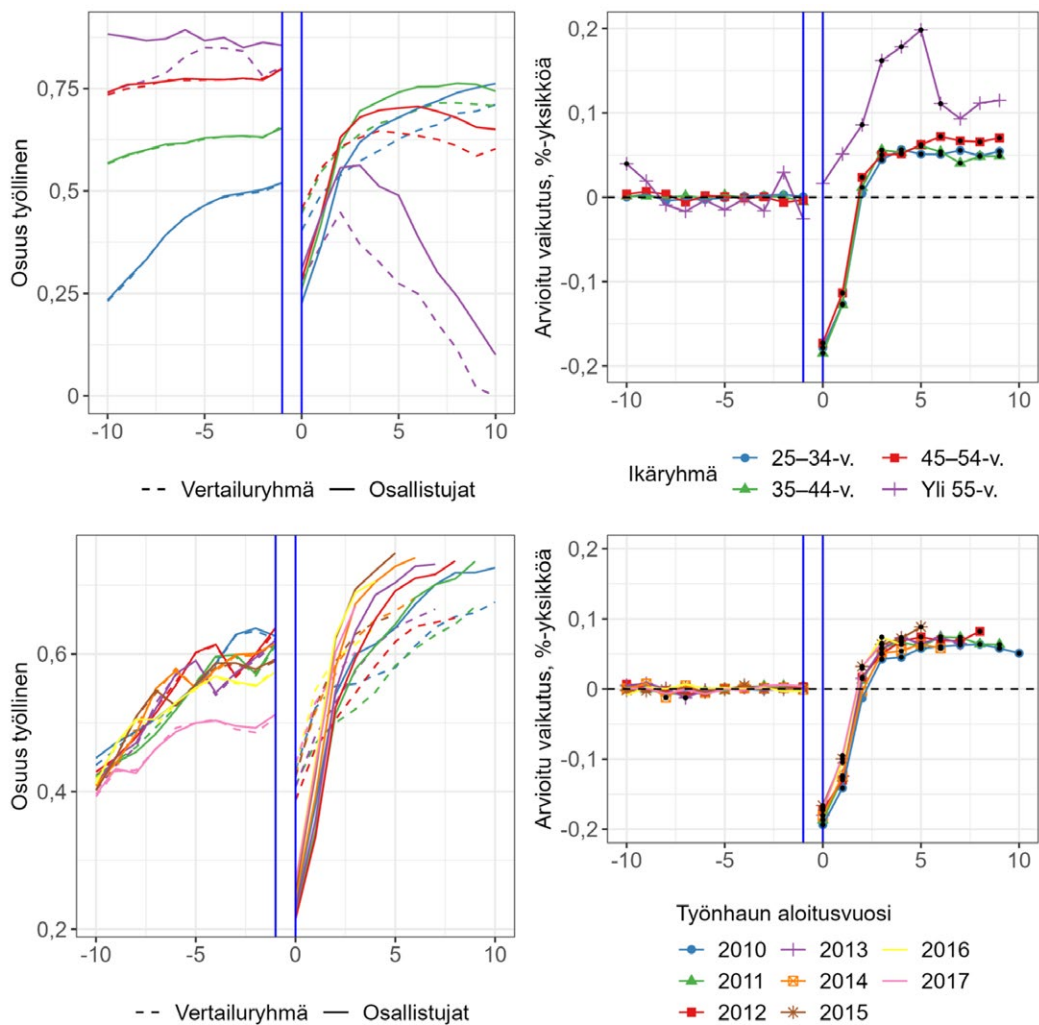 Osuus työllinen
0.75
0.5
0.25
0
-10 -5 0 5 10
Vertailuryhmä Osallistujat
Arvioitu vaikutus, %-yksikköä
0,2
0,1
0
-0,1
-0,2
-10 -5 0 5 10
Ikäryhmä
25–34-v. 45–54-v.
35–44-v. Yli 55-v.
Osuus työllinen
0,6
0,4
0,2
-10 -5 0 5 10
Vertailuryhmä Osallistujat
Arvioitu vaikutus, %-yksikköä
0,2
0,1
0
-0,1
-0,2
-10 -5 0 5 10
Työnhaun aloitusvuosi
2010 2013 2016
2011 2014 2017
2012 2015